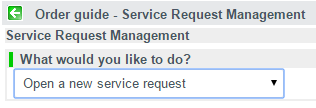 Order guide - Service Request Management
Service Request Management
What would you like to do?
Open a new service request